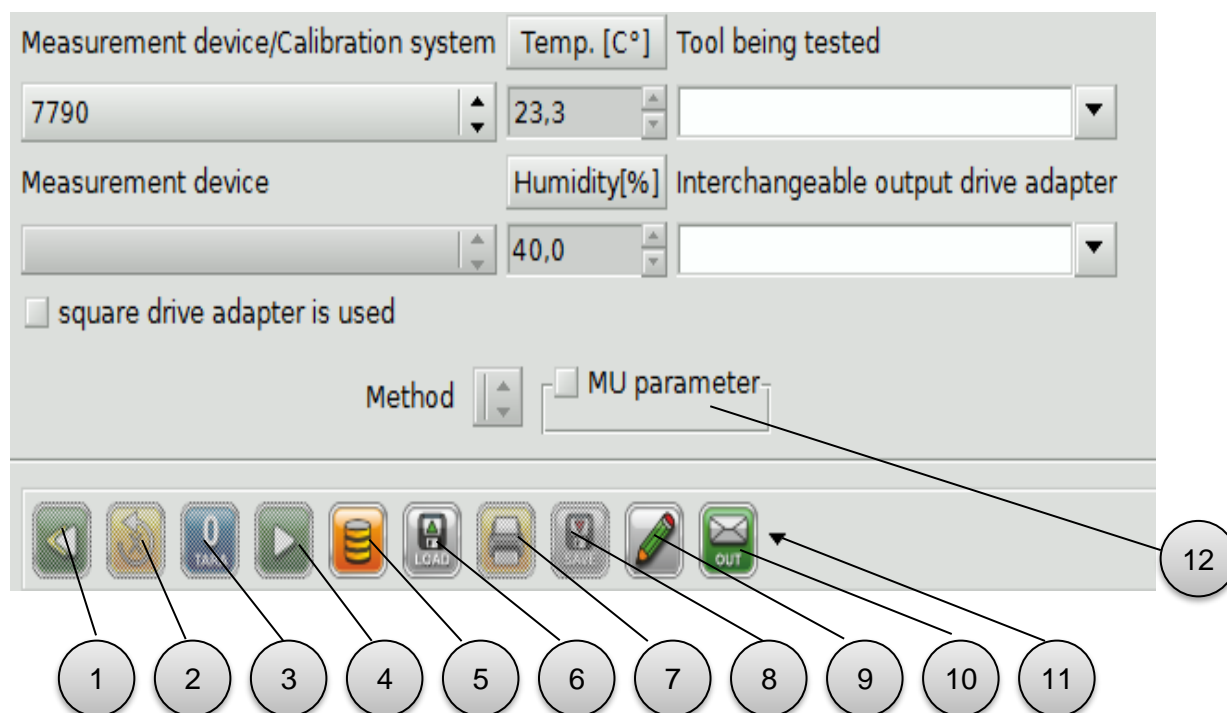 Measurement device/Calibration system Temp. [C°] Tool being tested
7790 23,3
Measurement device Humidity[%] Interchangeable output drive adapter
40,0
square drive adapter is used
Method MU parameter
0
TARA LOAD SAVE OUT
12
1 2 3 4 5 6 7 8 9 10 11